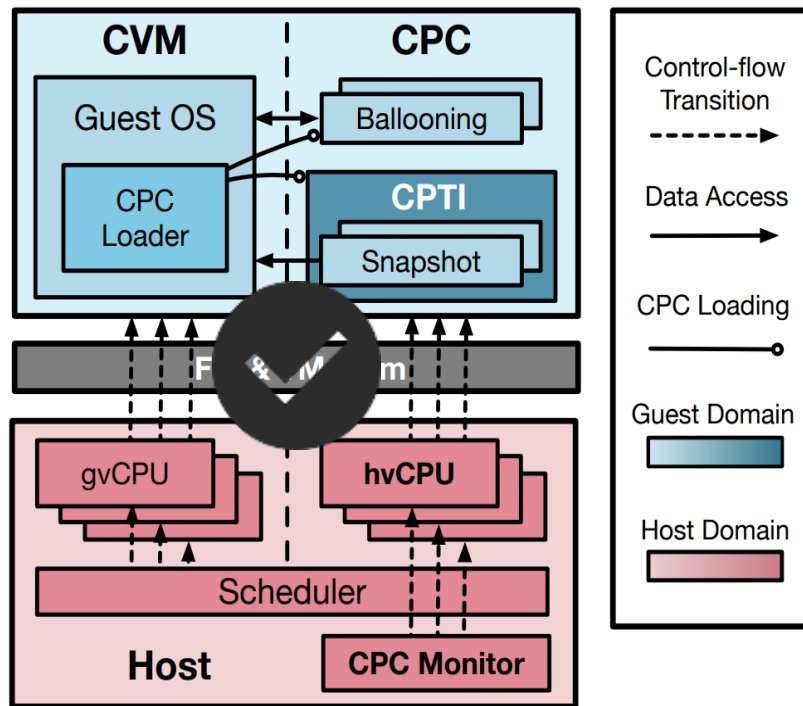 CVM
CPC
Guest OS
Ballooning
CPC
Loader
CPTI
Snapshot
gvCPU
hvCPU
Scheduler
Host
CPC Monitor
Control-flow
Transition
Data Access
CPC Loading
Guest Domain
Host Domain